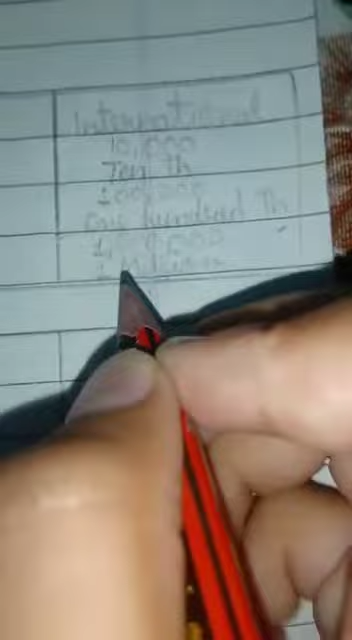 International
10,000
Ten Th
100,000
One hundred Th
1,000,000
1 Million